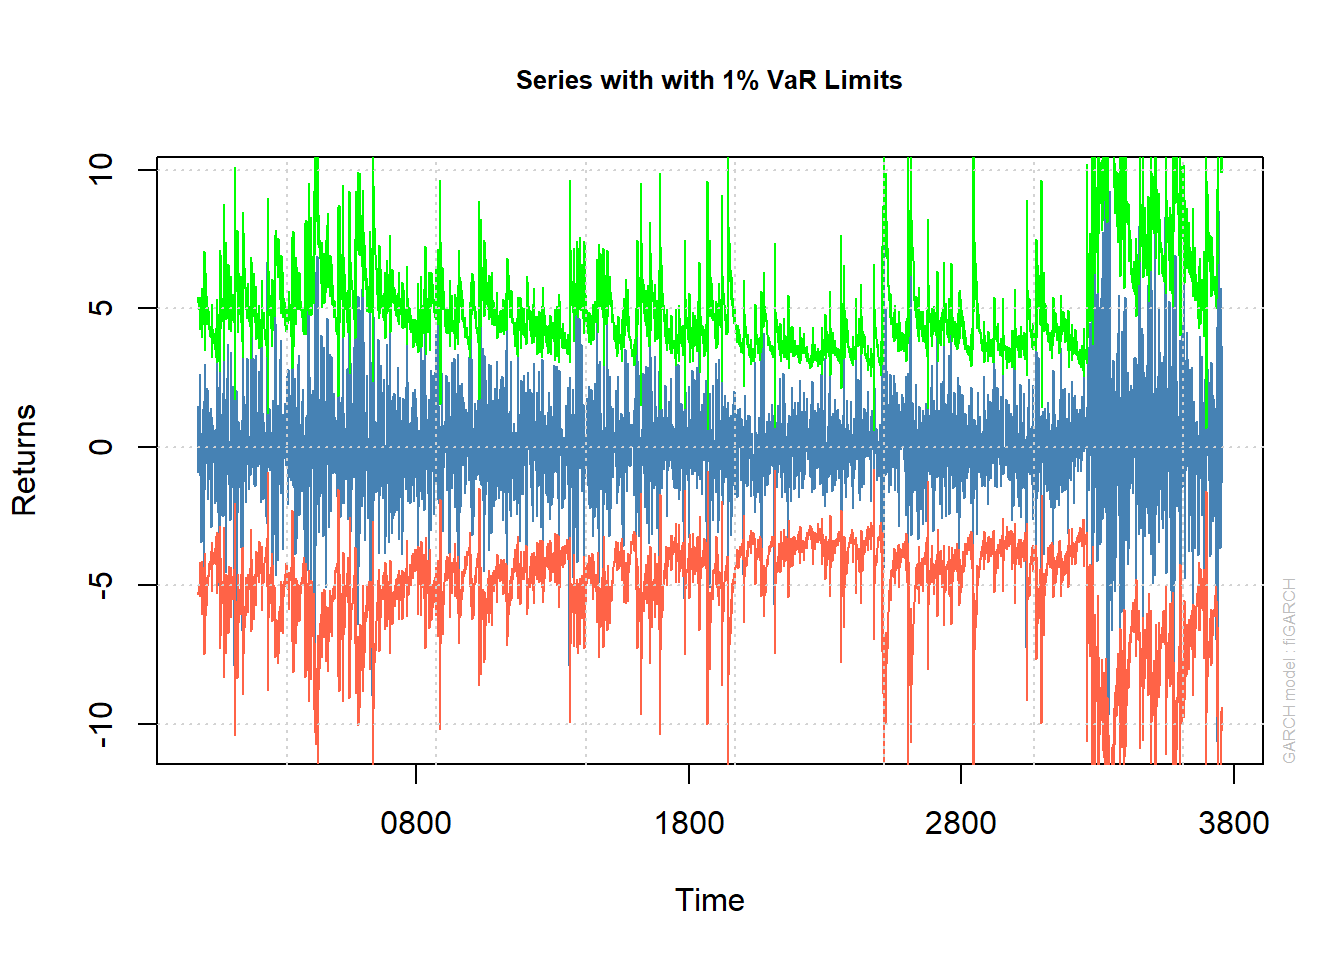 Series with with 1% VaR Limits
10
5
0
-5
-10
Returns
0800
1800
2800
3800
Time
GARCH model : fiGARCH